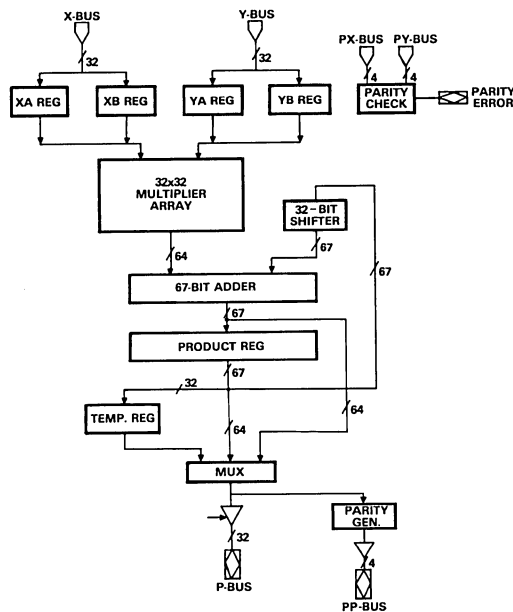 X-BUS
Y-BUS
PX-BUS
PY-BUS
32
32
4
4
XA REG
XB REG
YA REG
YB REG
PARITY
CHECK
PARITY
ERROR
32x32
MULTIPLIER
ARRAY
32-BIT
SHIFTER
64
67
67
67-BIT ADDER
67
PRODUCT REG
67
32
TEMP. REG
64
64
MUX
PARITY
GEN.
32
4
P-BUS
PP-BUS